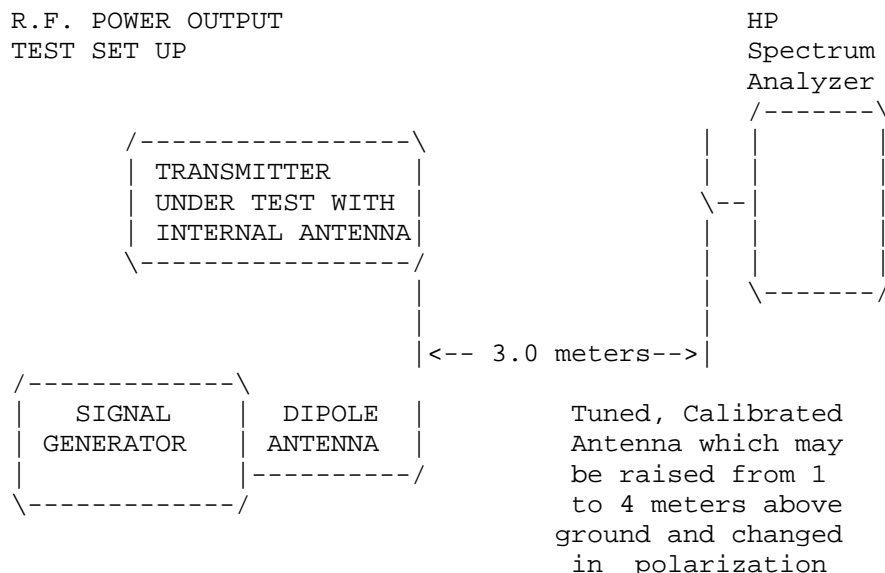 R.F. POWER OUTPUT
TEST SET UP
HP
Spectrum
Analyzer
TRANSMITTER
UNDER TEST WITH
INTERNAL ANTENNA
<-- 3.0 meters-->
SIGNAL
GENERATOR
DIPOLE
ANTENNA
Tuned, Calibrated
Antenna which may
be raised from 1
to 4 meters above
ground and changed
in polarization